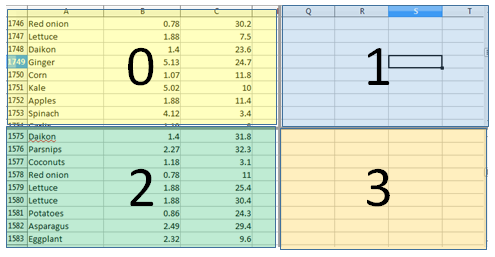 A B C Q R S T
1746 Red onion 0.78 30.2
1747 Lettuce 1.88 7.5
1748 Daikon 1.4 23.6
1749 Ginger 5.13 24.7
1750 Corn 1.07 11.8
1751 Kale 5.02 10
1752 Apples 1.88 11.4
1753 Spinach 4.12 3.4
0 1
1575 Daikon 1.4 31.8
1576 Parsnips 2.27 32.3
1577 Coconuts 1.18 3.1
1578 Red onion 0.78 11
1579 Lettuce 1.88 25.4
1580 Lettuce 1.88 30.4
1581 Potatoes 0.86 24.3
1582 Asparagus 2.49 29.4
1583 Eggplant 2.32 9.6
2 3